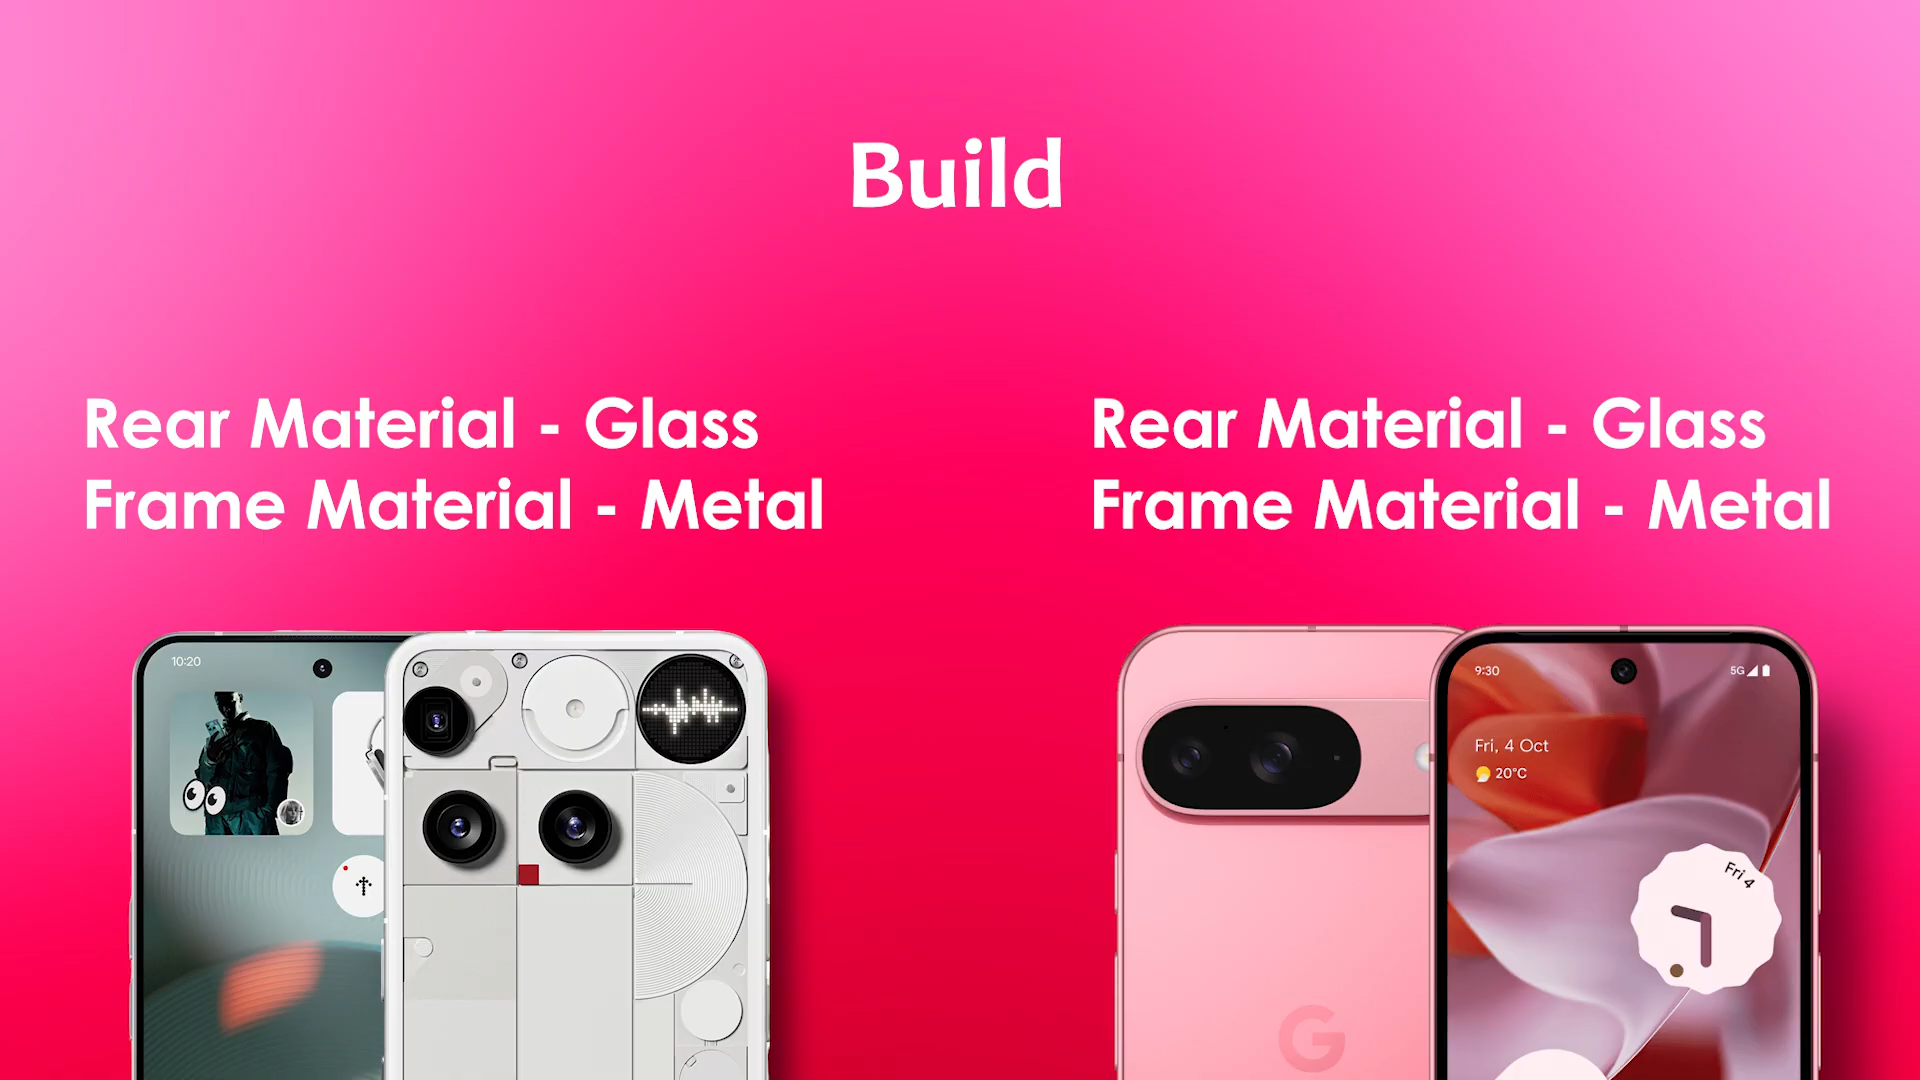 Build
Rear Material - Glass
Frame Material - Metal
Rear Material - Glass
Frame Material - Metal
10:20
9:30
5G
Fri, 4 Oct
20°C
Fri 4
G